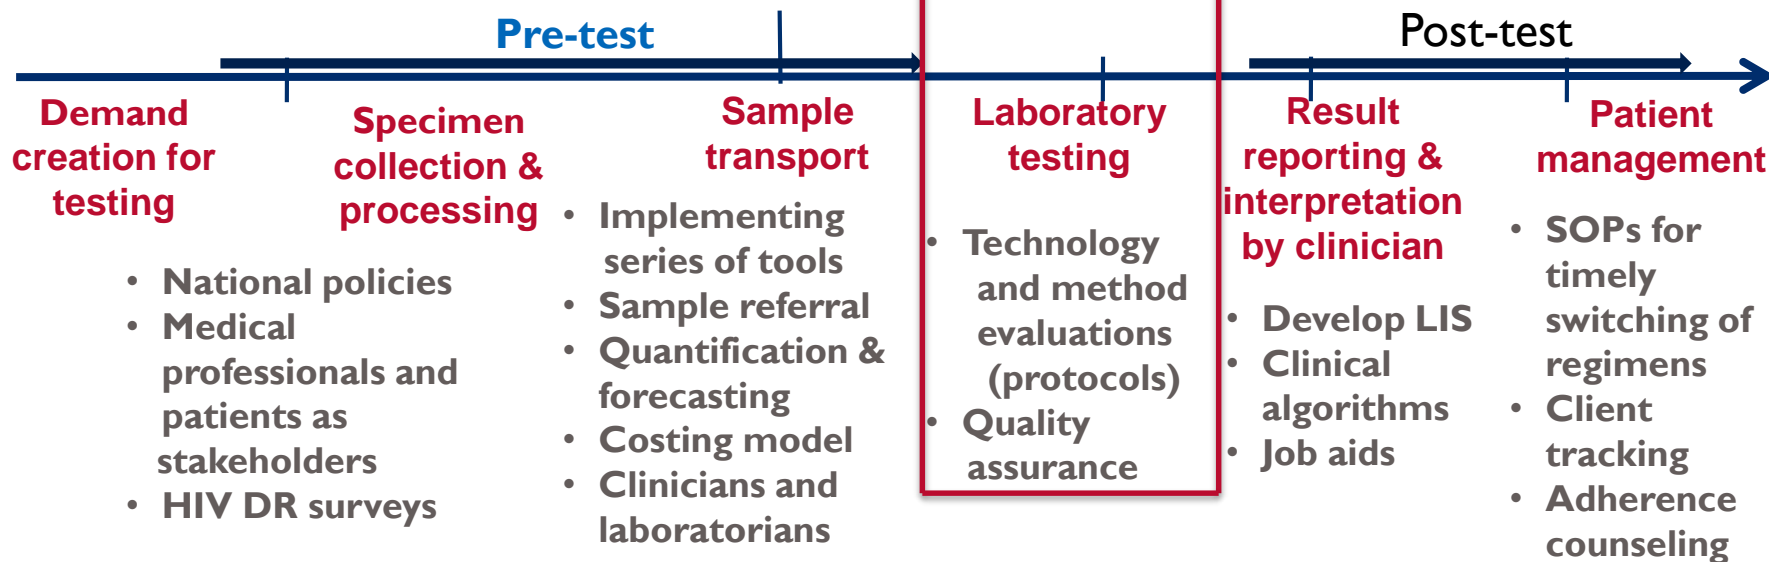 Pre-test
Post-test
Demand
creation for
testing
Specimen
collection &
processing
Sample
transport
Laboratory
testing
Result
reporting &
interpretation
by clinician
Patient
management
• National policies
• Medical
professionals and
patients as
stakeholders
• HIV DR surveys
• Implementing
series of tools
• Sample referral
• Quantification &
forecasting
• Costing model
• Clinicians and
laboratorians
• Technology
and method
evaluations
(protocols)
• Quality
assurance
• Develop LIS
• Clinical
algorithms
• Job aids
• SOPs for
timely
switching of
regimens
• Client
tracking
• Adherence
counseling